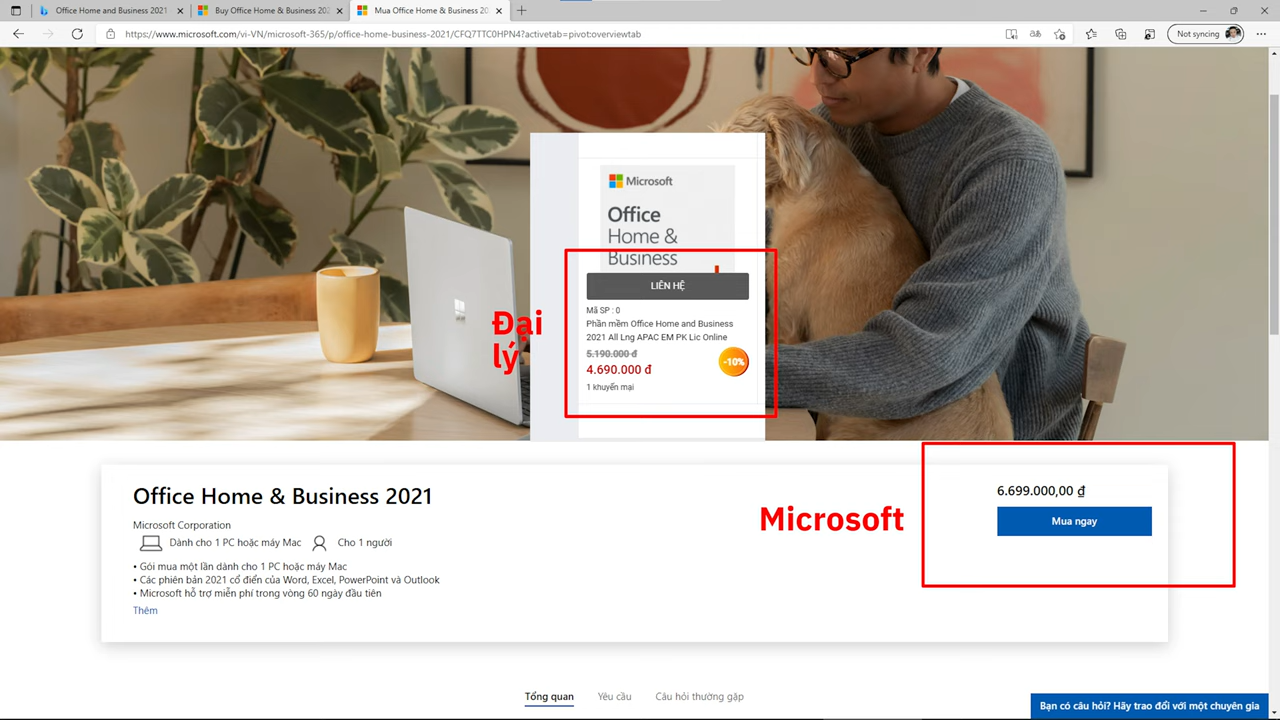 Office Home and Business 2021
Buy Office Home & Business 202
Mua Office Home & Business 20
https://www.microsoft.com/vi-VN/microsoft-365/p/office-home-business-2021/CFQ7TTC0HPN4?activetab=pivot:overviewtab
Not syncing
Microsoft
Office
Home &
Business
LIÊN HỆ
Mã SP : 0
Phần mềm Office Home and Business
2021 All Lng APAC EM PK Lic Online
5.190.000 đ
4.690.000 đ
-10%
1 khuyến mại
Đại
lý
Office Home & Business 2021
Microsoft Corporation
Dành cho 1 PC hoặc máy Mac
Cho 1 người
• Gói mua một lần dành cho 1 PC hoặc máy Mac
• Các phiên bản 2021 cổ điển của Word, Excel, PowerPoint và Outlook
• Microsoft hỗ trợ miễn phí trong vòng 60 ngày đầu tiên
Thêm
Microsoft
6.699.000,00 ₫
Mua ngay
Tổng quan
Yêu cầu
Câu hỏi thường gặp
Bạn có câu hỏi? Hãy trao đổi với một chuyên gia